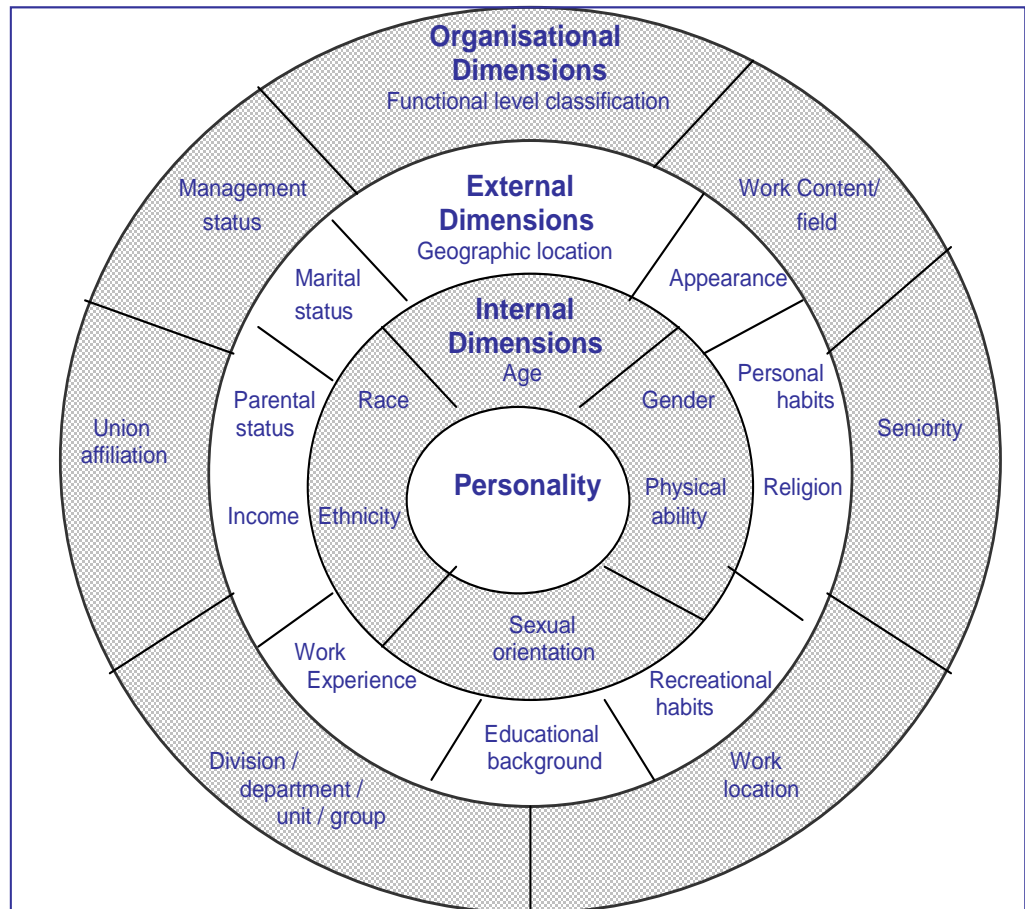 Organisational
Dimensions
Functional level classification
Management
status
External
Dimensions
Geographic location
Work Content/
field
Marital
status
Appearance
Internal
Dimensions
Age
Parental
status
Race
Gender
Personal
habits
Union
affiliation
Seniority
Personality
Income
Ethnicity
Physical
ability
Religion
Sexual
orientation
Work
Experience
Recreational
habits
Educational
background
Division /
department /
unit / group
Work
location